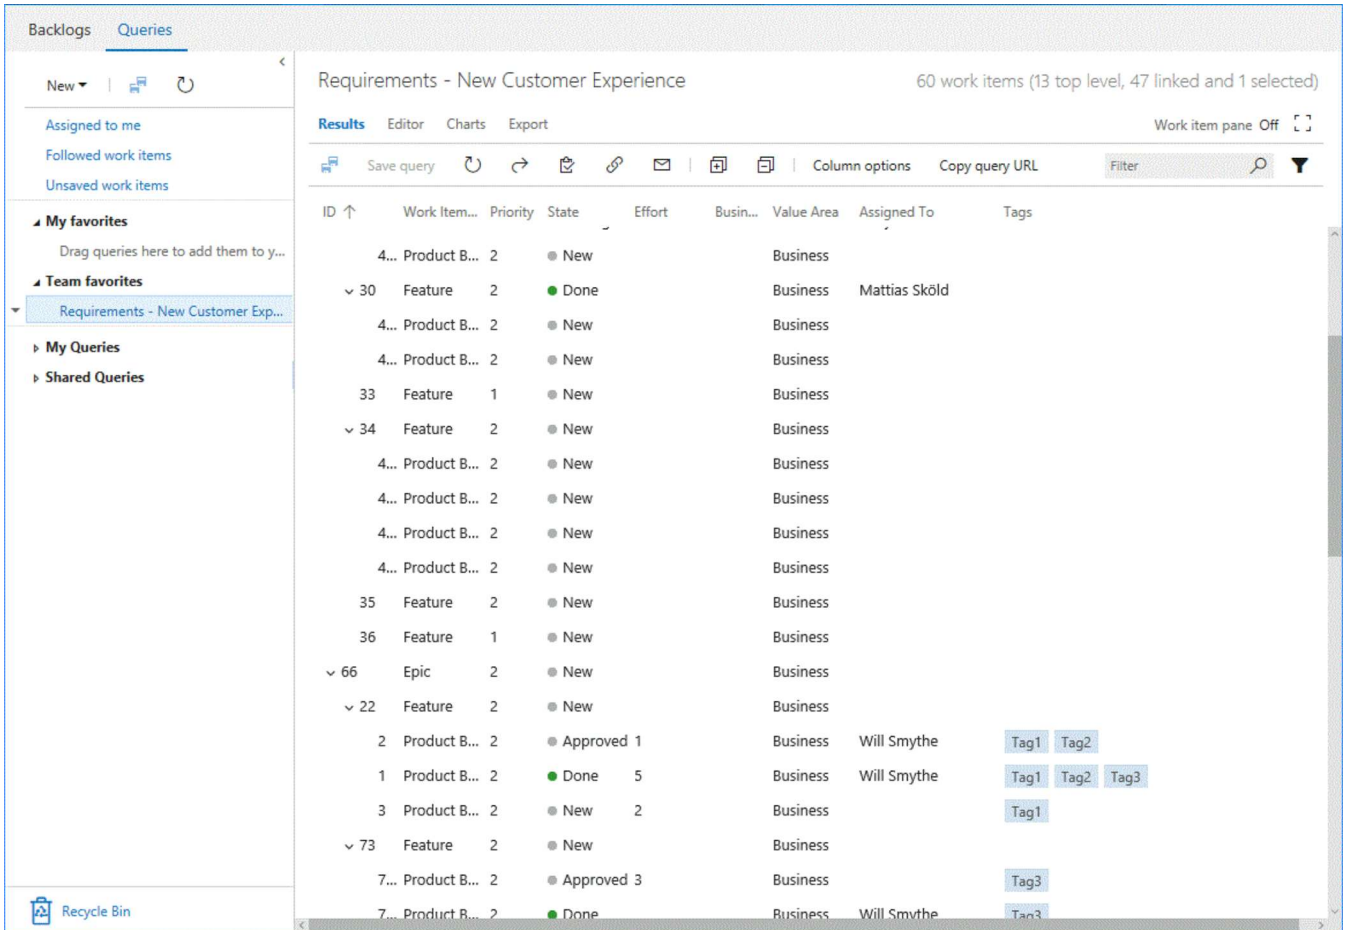 Backlogs Queries
New
Assigned to me
Followed work items
Unsaved work items
My favorites
Drag queries here to add them to y...
Team favorites
Requirements - New Customer Exp...
My Queries
Shared Queries
Recycle Bin
Requirements - New Customer Experience 60 work items (13 top level, 47 linked and 1 selected)
Results Editor Charts Export Work item pane Off
Save query Column options Copy query URL Filter
ID Work Item... Priority State Effort Busin... Value Area Assigned To Tags
4... Product B... 2 New Business
30 Feature 2 Done Business Mattias Sköld
4... Product B... 2 New Business
4... Product B... 2 New Business
33 Feature 1 New Business
34 Feature 2 New Business
4... Product B... 2 New Business
4... Product B... 2 New Business
4... Product B... 2 New Business
4... Product B... 2 New Business
35 Feature 2 New Business
36 Feature 1 New Business
66 Epic 2 New Business
22 Feature 2 New Business
2 Product B... 2 Approved 1 Business Will Smythe Tag1 Tag2
1 Product B... 2 Done 5 Business Will Smythe Tag1 Tag2 Tag3
3 Product B... 2 New 2 Business Tag1
73 Feature 2 New Business
7... Product B... 2 Approved 3 Business Tag3
7... Product B... 2 Done Business Will Smythe Tag3